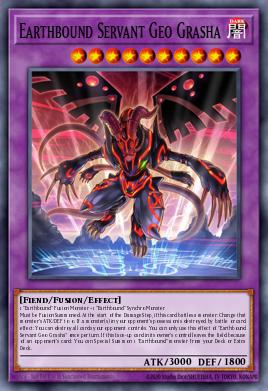 Earthbound Servant Geo Grasha
DARK
闇
[Fiend/Fusion/Effect]
1 "Earthbound" Fusion Monster + 1 "Earthbound" Synchro Monster
Must be Fusion Summoned. At the start of the Damage Step, if this card battles a monster: Change that
monster's ATK/DEF to 0. If a monster(s) in your opponent's possession is destroyed by battle or card
effect: You can destroy all cards your opponent controls. You can only use this effect of "Earthbound
Servant Geo Grasha" once per turn. If this face-up card in its owner's control leaves the field because
of an opponent's card: You can Special Summon 1 "Earthbound" monster from your Deck or Extra
Deck.
ATK/3000 DEF/1800